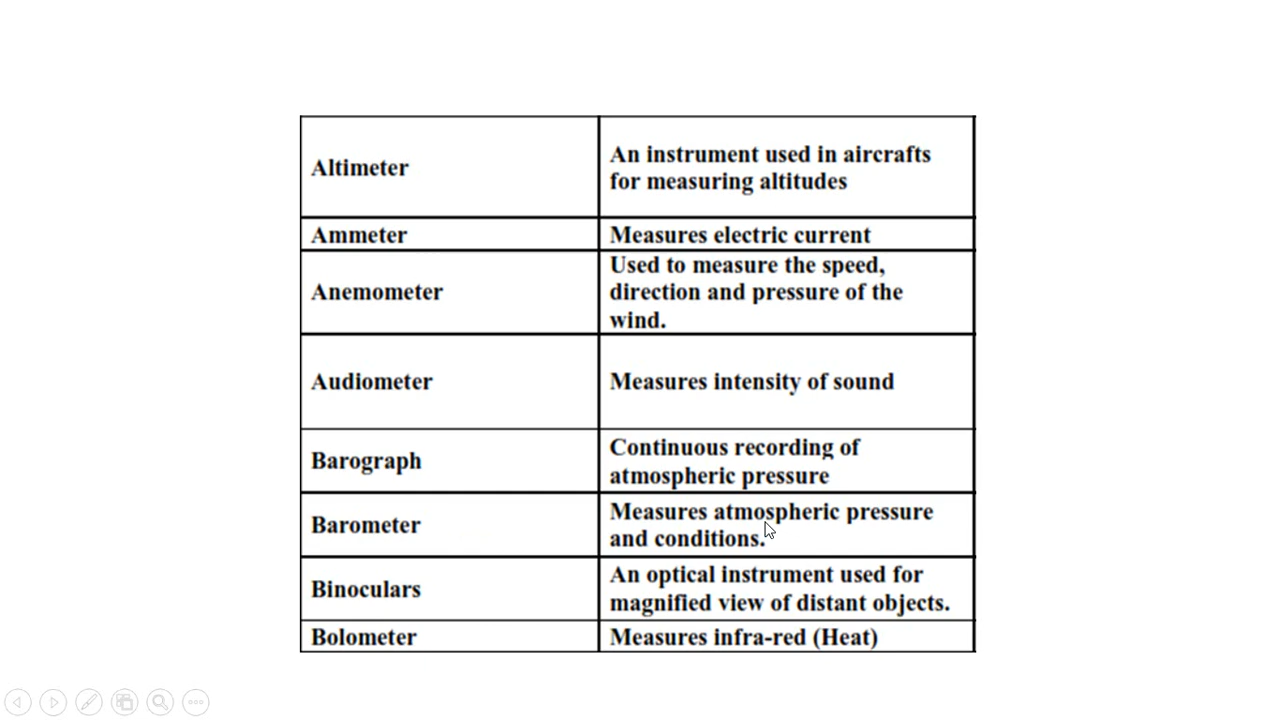 Altimeter
An instrument used in aircrafts
for measuring altitudes
Ammeter
Measures electric current
Anemometer
Used to measure the speed,
direction and pressure of the
wind.
Audiometer
Measures intensity of sound
Barograph
Continuous recording of
atmospheric pressure
Barometer
Measures atmospheric pressure
and conditions.
Binoculars
An optical instrument used for
magnified view of distant objects.
Bolometer
Measures infra-red (Heat)